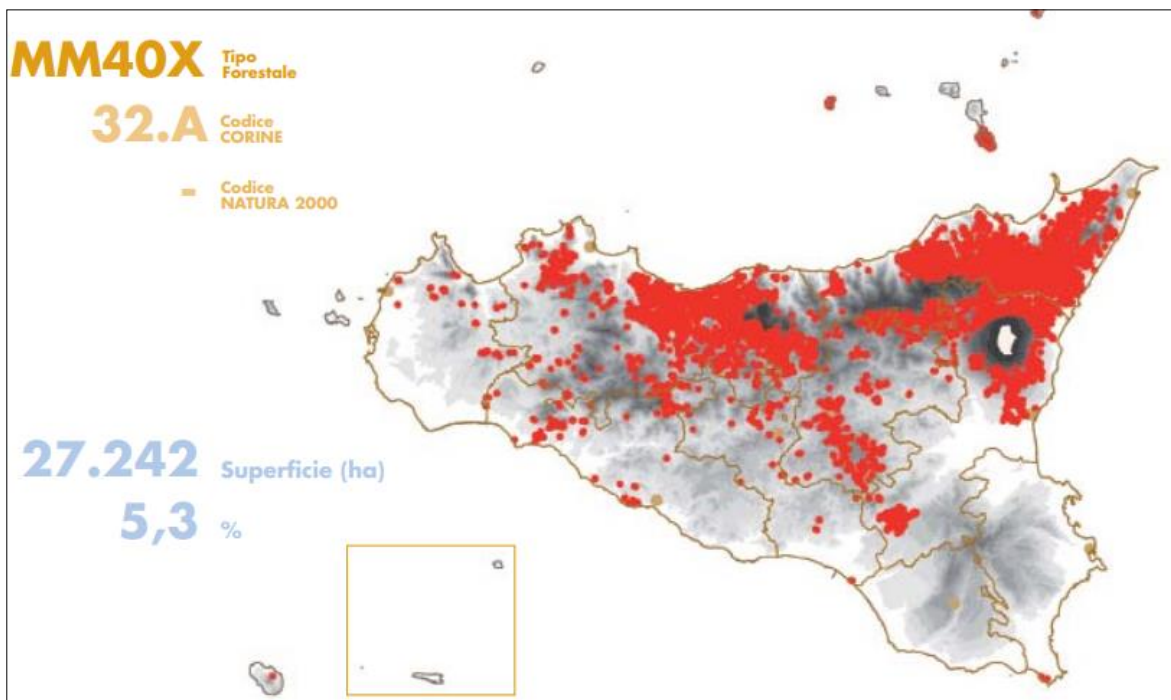 MM40X Tipo
Forestale
32.A Codice
CORINE
- Codice
NATURA 2000
27.242 Superficie (ha)
5,3 %